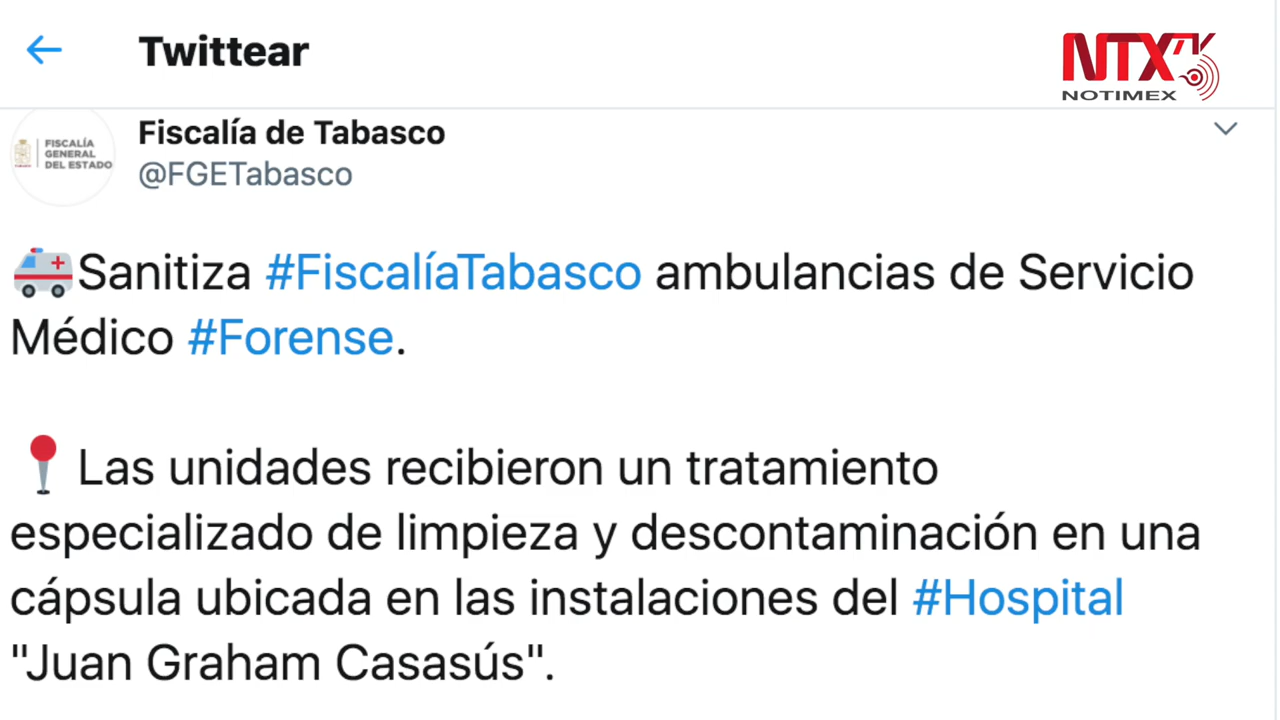 Twittear
NTX TV
NOTIMEX
Fiscalía de Tabasco
FISCALÍA
GENERAL
DEL ESTADO
@FGETabasco
Sanitiza #FiscalíaTabasco ambulancias de Servicio
Médico #Forense.
Las unidades recibieron un tratamiento
especializado de limpieza y descontaminación en una
cápsula ubicada en las instalaciones del #Hospital
"Juan Graham Casasús".